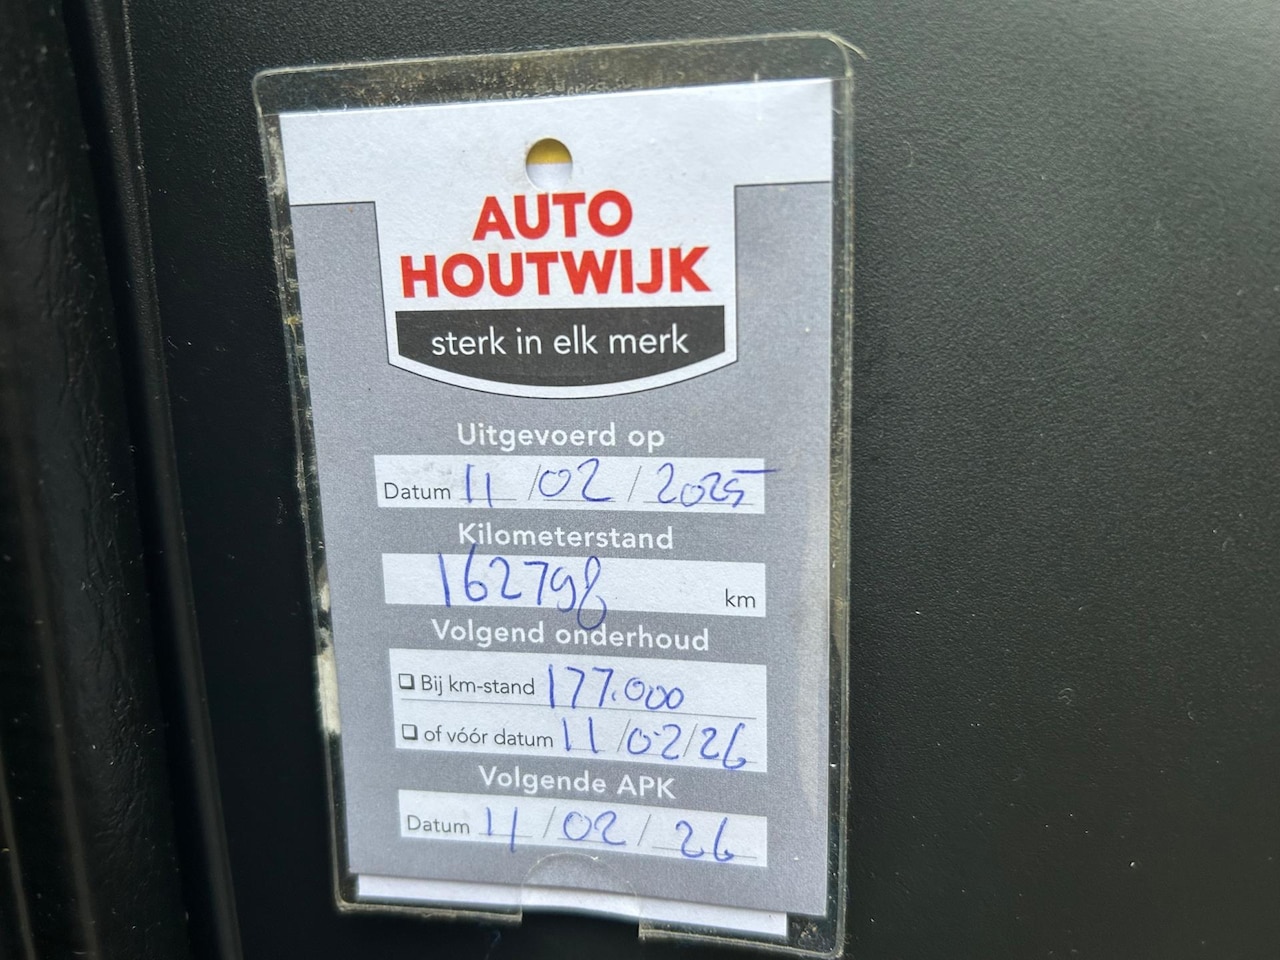 AUTO
HOUTWIJK
sterk in elk merk
Uitgevoerd op
Datum 11/02/2025
Kilometerstand
162798 km
Volgend onderhoud
Bij km-stand 177.000
of vóór datum 11/02/26
Volgende APK
Datum 11/02/26